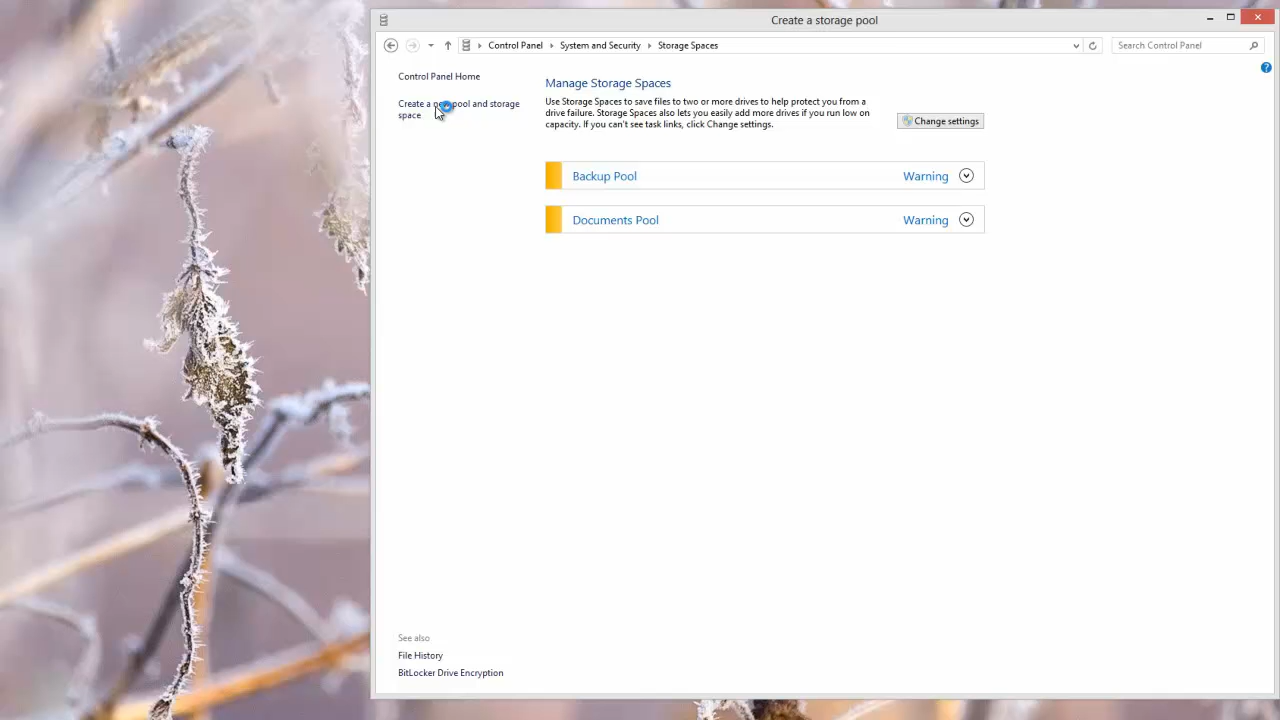 Create a storage pool
Control Panel
System and Security
Storage Spaces
Search Control Panel
Control Panel Home
Create a pool and storage
space
Manage Storage Spaces
Use Storage Spaces to save files to two or more drives to help protect you from a
drive failure. Storage Spaces also lets you easily add more drives if you run low on
capacity. If you can't see task links, click Change settings.
Change settings
Backup Pool
Warning
Documents Pool
Warning
See also
File History
BitLocker Drive Encryption